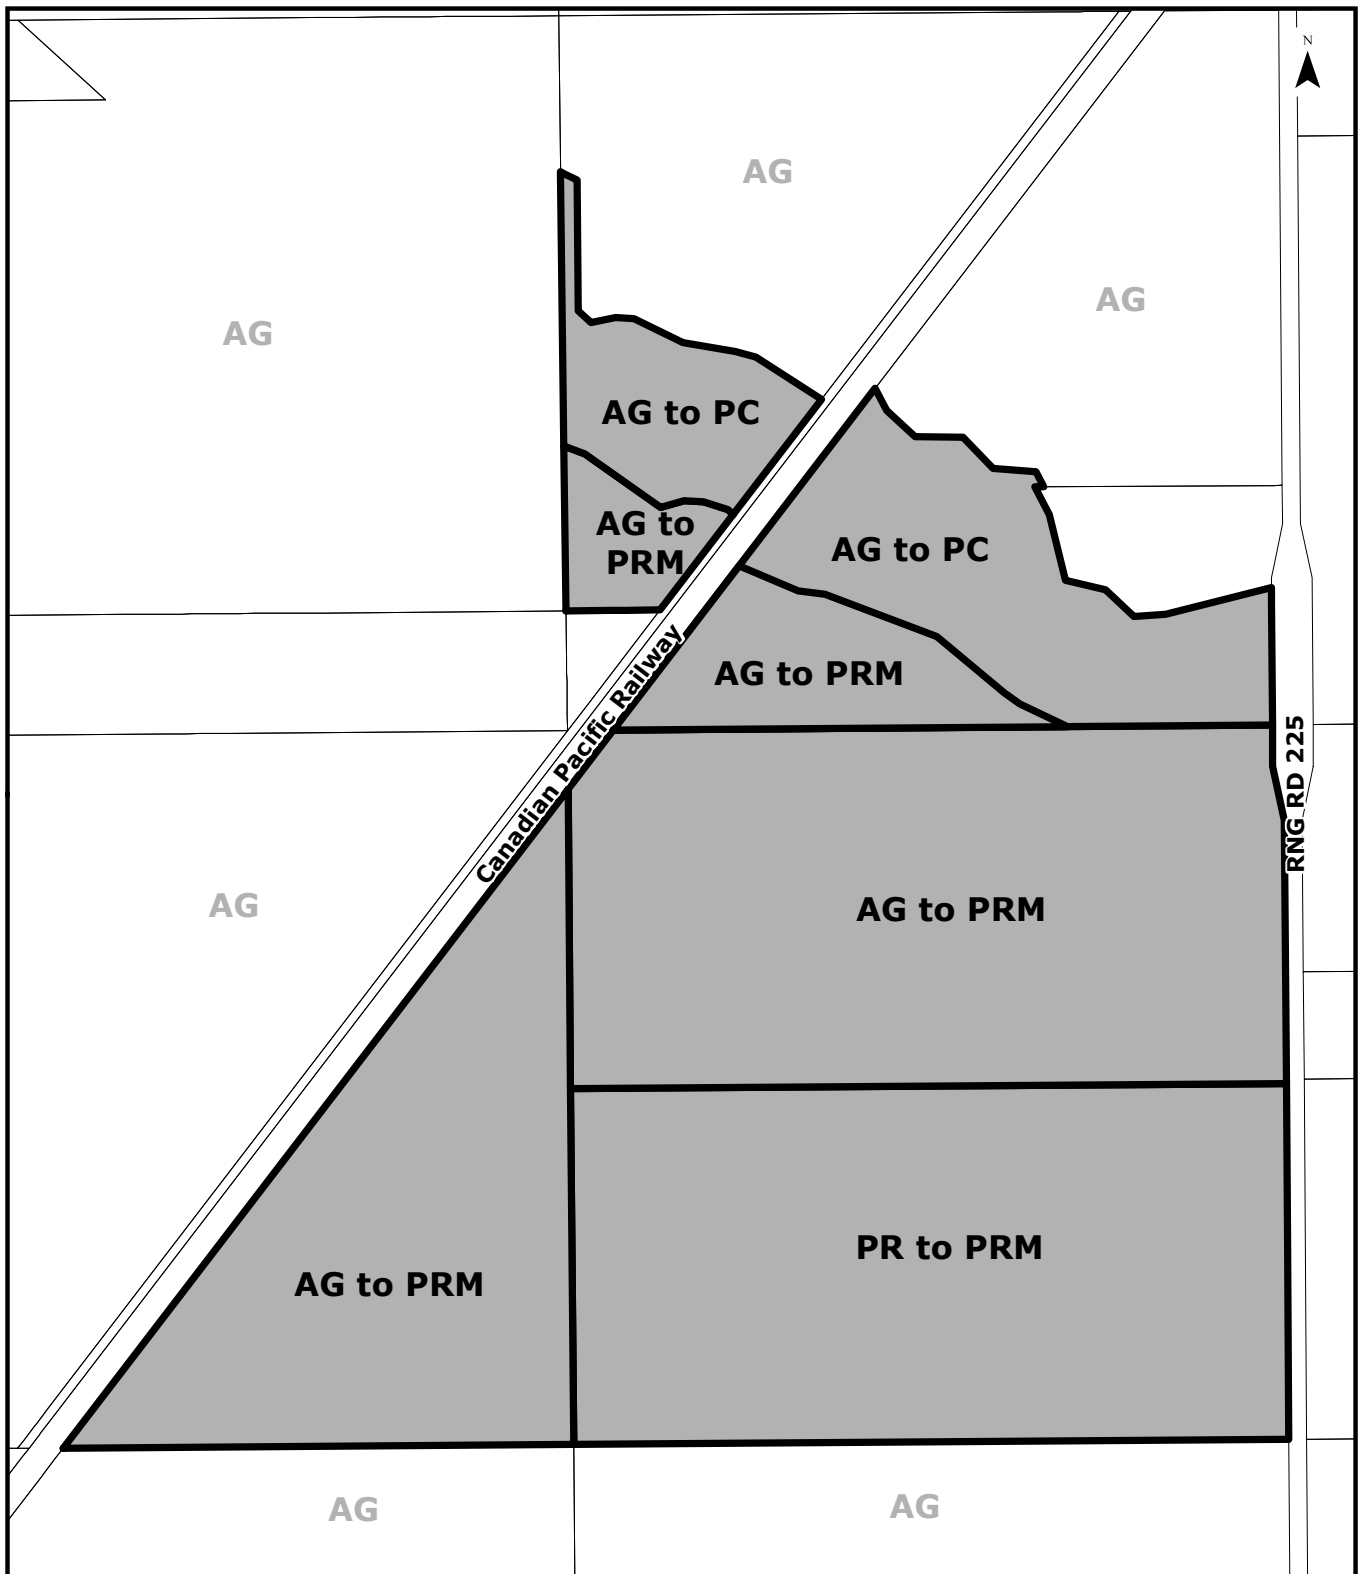 N
AG
AG
AG
AG to PC
AG to
PRM
AG to PC
AG to PRM
Canadian Pacific Railway
RNG RD 225
AG
AG to PRM
PR to PRM
AG to PRM
AG
AG